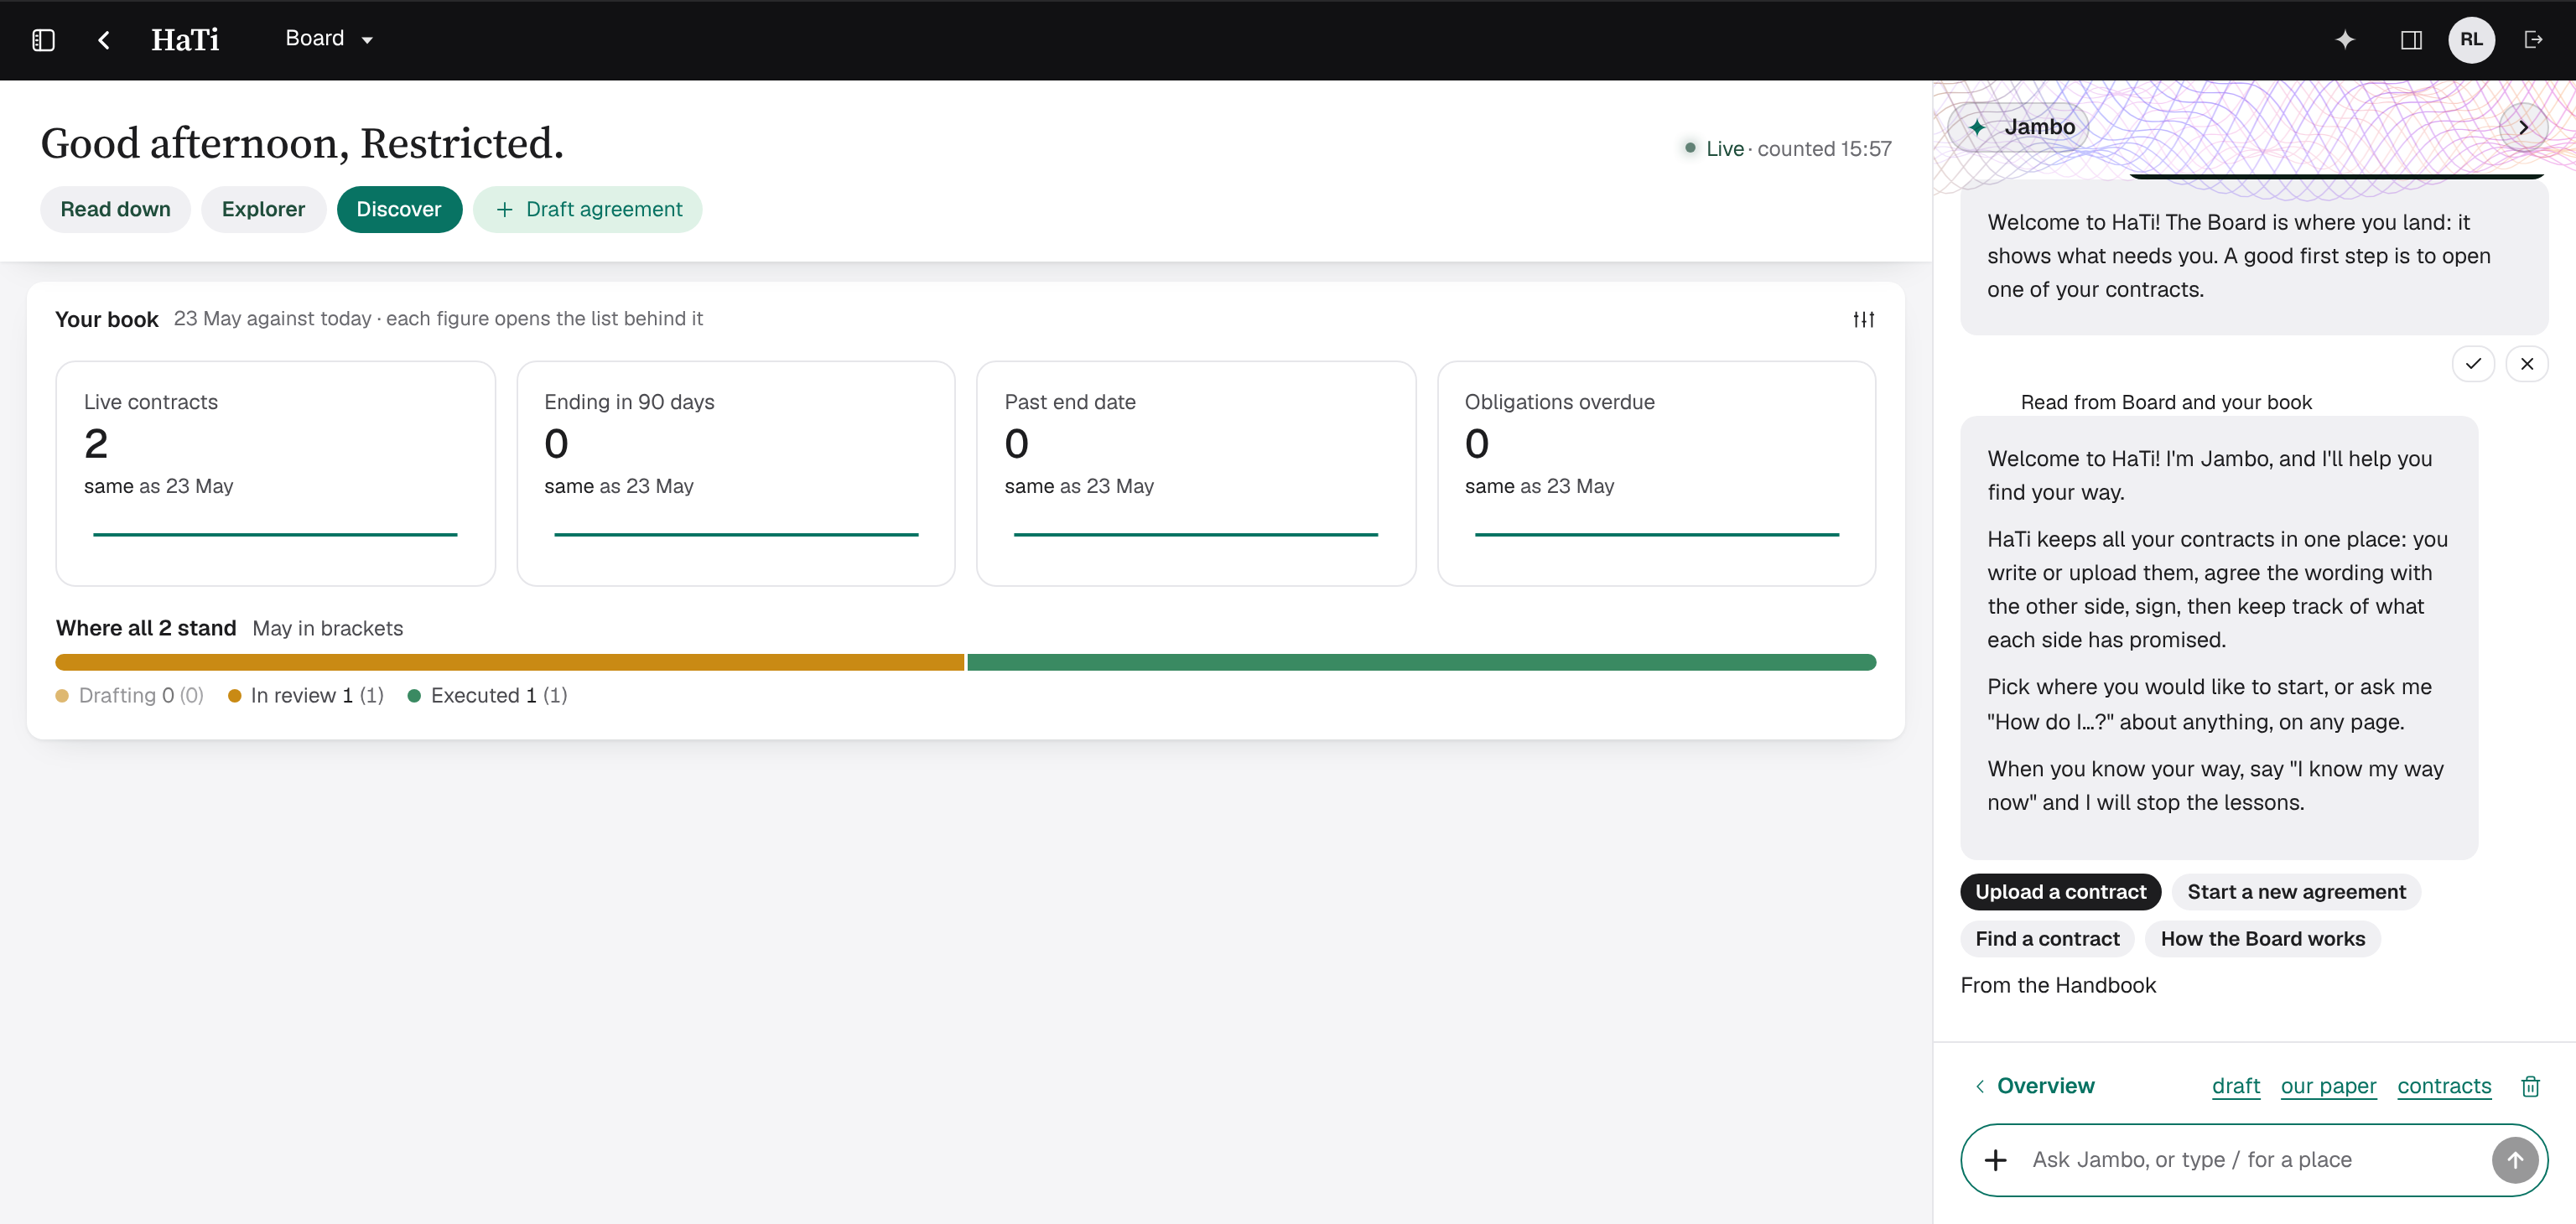 HaTi
Board
RL
Good afternoon, Restricted.
Live · counted 15:57
Read down
Explorer
Discover
+ Draft agreement
Your book 23 May against today · each figure opens the list behind it
Live contracts
2
same as 23 May
Ending in 90 days
0
same as 23 May
Past end date
0
same as 23 May
Obligations overdue
0
same as 23 May
Where all 2 stand May in brackets
Drafting 0 (0) In review 1 (1) Executed 1 (1)
Jambo
Welcome to HaTi! The Board is where you land: it
shows what needs you. A good first step is to open
one of your contracts.
Read from Board and your book
Welcome to HaTi! I'm Jambo, and I'll help you
find your way.
HaTi keeps all your contracts in one place: you
write or upload them, agree the wording with
the other side, sign, then keep track of what
each side has promised.
Pick where you would like to start, or ask me
"How do I...?" about anything, on any page.
When you know your way, say "I know my way
now" and I will stop the lessons.
Upload a contract
Start a new agreement
Find a contract
How the Board works
From the Handbook
Overview
draft our paper contracts
Ask Jambo, or type / for a place